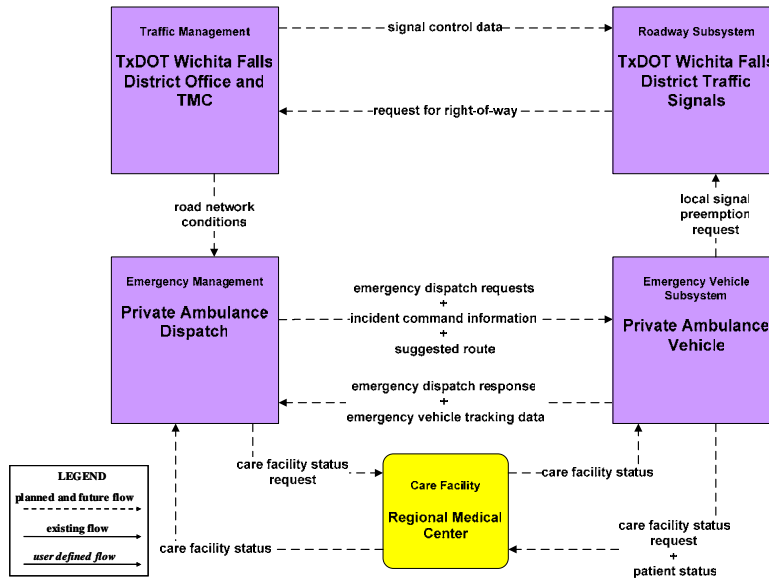 Traffic Management
TxDOT Wichita Falls
District Office and
TMC
signal control data
request for right-of-way
Roadway Subsystem
TxDOT Wichita Falls
District Traffic
Signals
road network
conditions
local signal
preemption
request
Emergency Management
Private Ambulance
Dispatch
emergency dispatch requests
+
incident command information
+
suggested route
emergency dispatch response
+
emergency vehicle tracking data
Emergency Vehicle
Subsystem
Private Ambulance
Vehicle
care facility status
request
Care Facility
Regional Medical
Center
care facility status
care facility status
care facility status
request
+
patient status
LEGEND
planned and future flow
existing flow
user defined flow